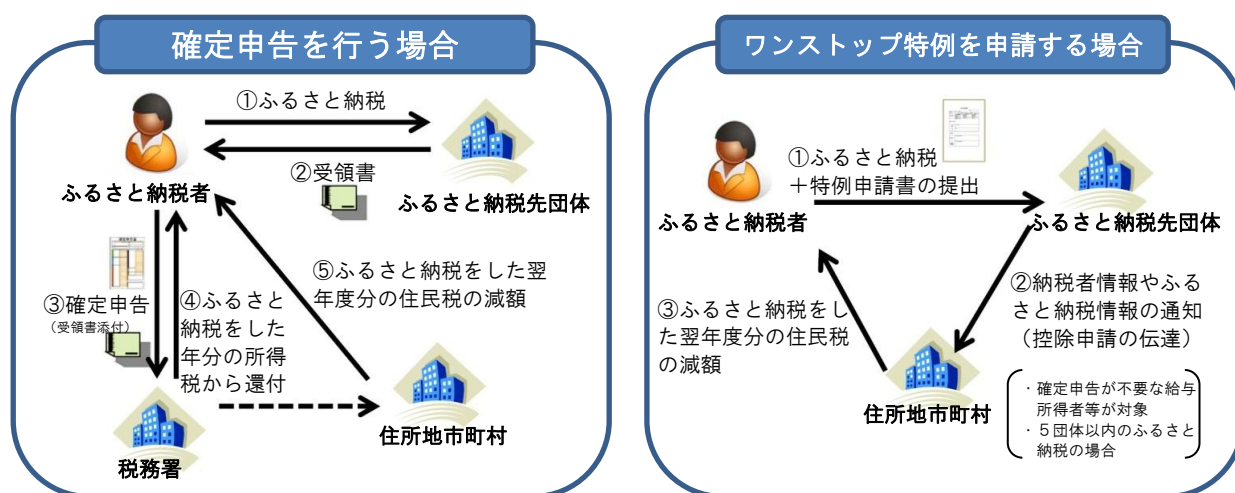 確定申告を行う場合
①ふるさと納税
②受領書
ふるさと納税者
ふるさと納税先団体
③確定申告
（受領書添付）
④ふるさと
納税をした
年分の所得
税から還付
⑤ふるさと納税をした翌
年度分の住民税の減額
税務署
住所地市町村
ワンストップ特例を申請する場合
①ふるさと納税
＋特例申請書の提出
ふるさと納税者
ふるさと納税先団体
②納税者情報やふる
さと納税情報の通知
（控除申請の伝達）
③ふるさと納税をし
た翌年度分の住民税
の減額
住所地市町村
・確定申告が不要な給与
所得者等が対象
・５団体以内のふるさと
納税の場合